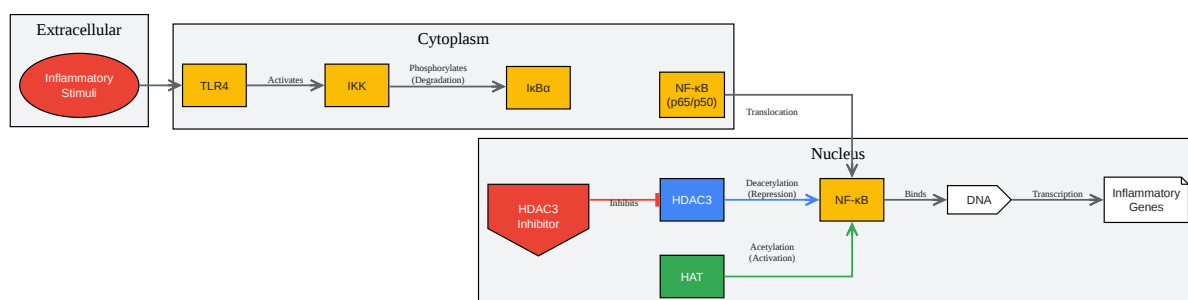 Extracellular
Inflammatory
Stimuli
Cytoplasm
TLR4
Activates
IKK
Phosphorylates
(Degradation)
IκBα
NF-κB
(p65/p50)
Translocation
Nucleus
HDAC3
Inhibitor
Inhibits
HDAC3
Deacetylation
(Repression)
NF-κB
Binds
DNA
Transcription
Inflammatory
Genes
HAT
Acetylation
(Activation)